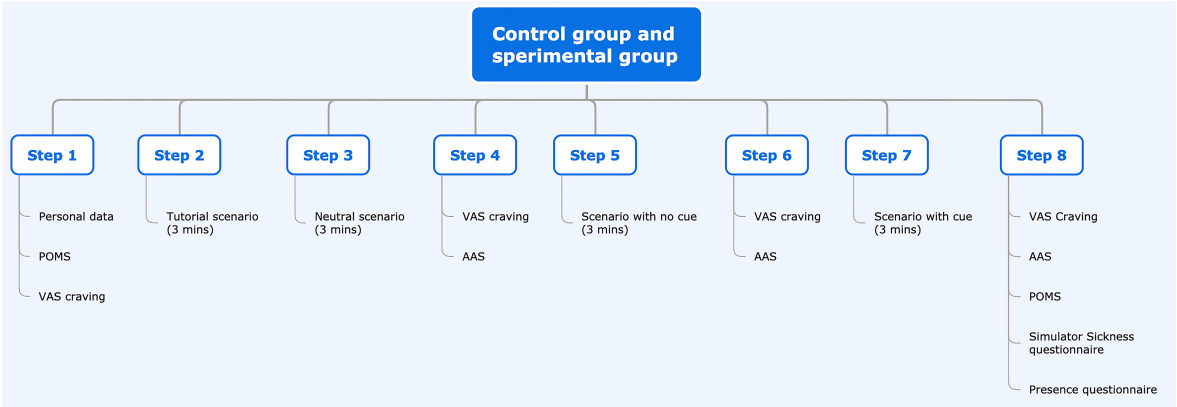 Control group and
sperimental group
Step 1
Personal data
POMS
VAS craving
Step 2
Tutorial scenario
(3 mins)
Step 3
Neutral scenario
(3 mins)
Step 4
VAS craving
AAS
Step 5
Scenario with no cue
(3 mins)
Step 6
VAS craving
AAS
Step 7
Scenario with cue
(3 mins)
Step 8
VAS Craving
AAS
POMS
Simulator Sickness
questionnaire
Presence questionnaire